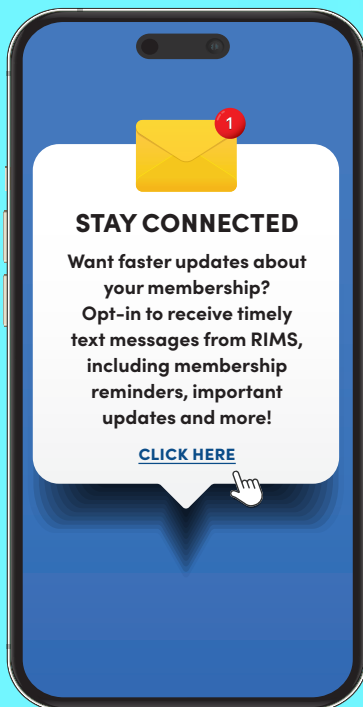 1
STAY CONNECTED
Want faster updates about
your membership?
Opt-in to receive timely
text messages from RIMS,
including membership
reminders, important
updates and more!
CLICK HERE